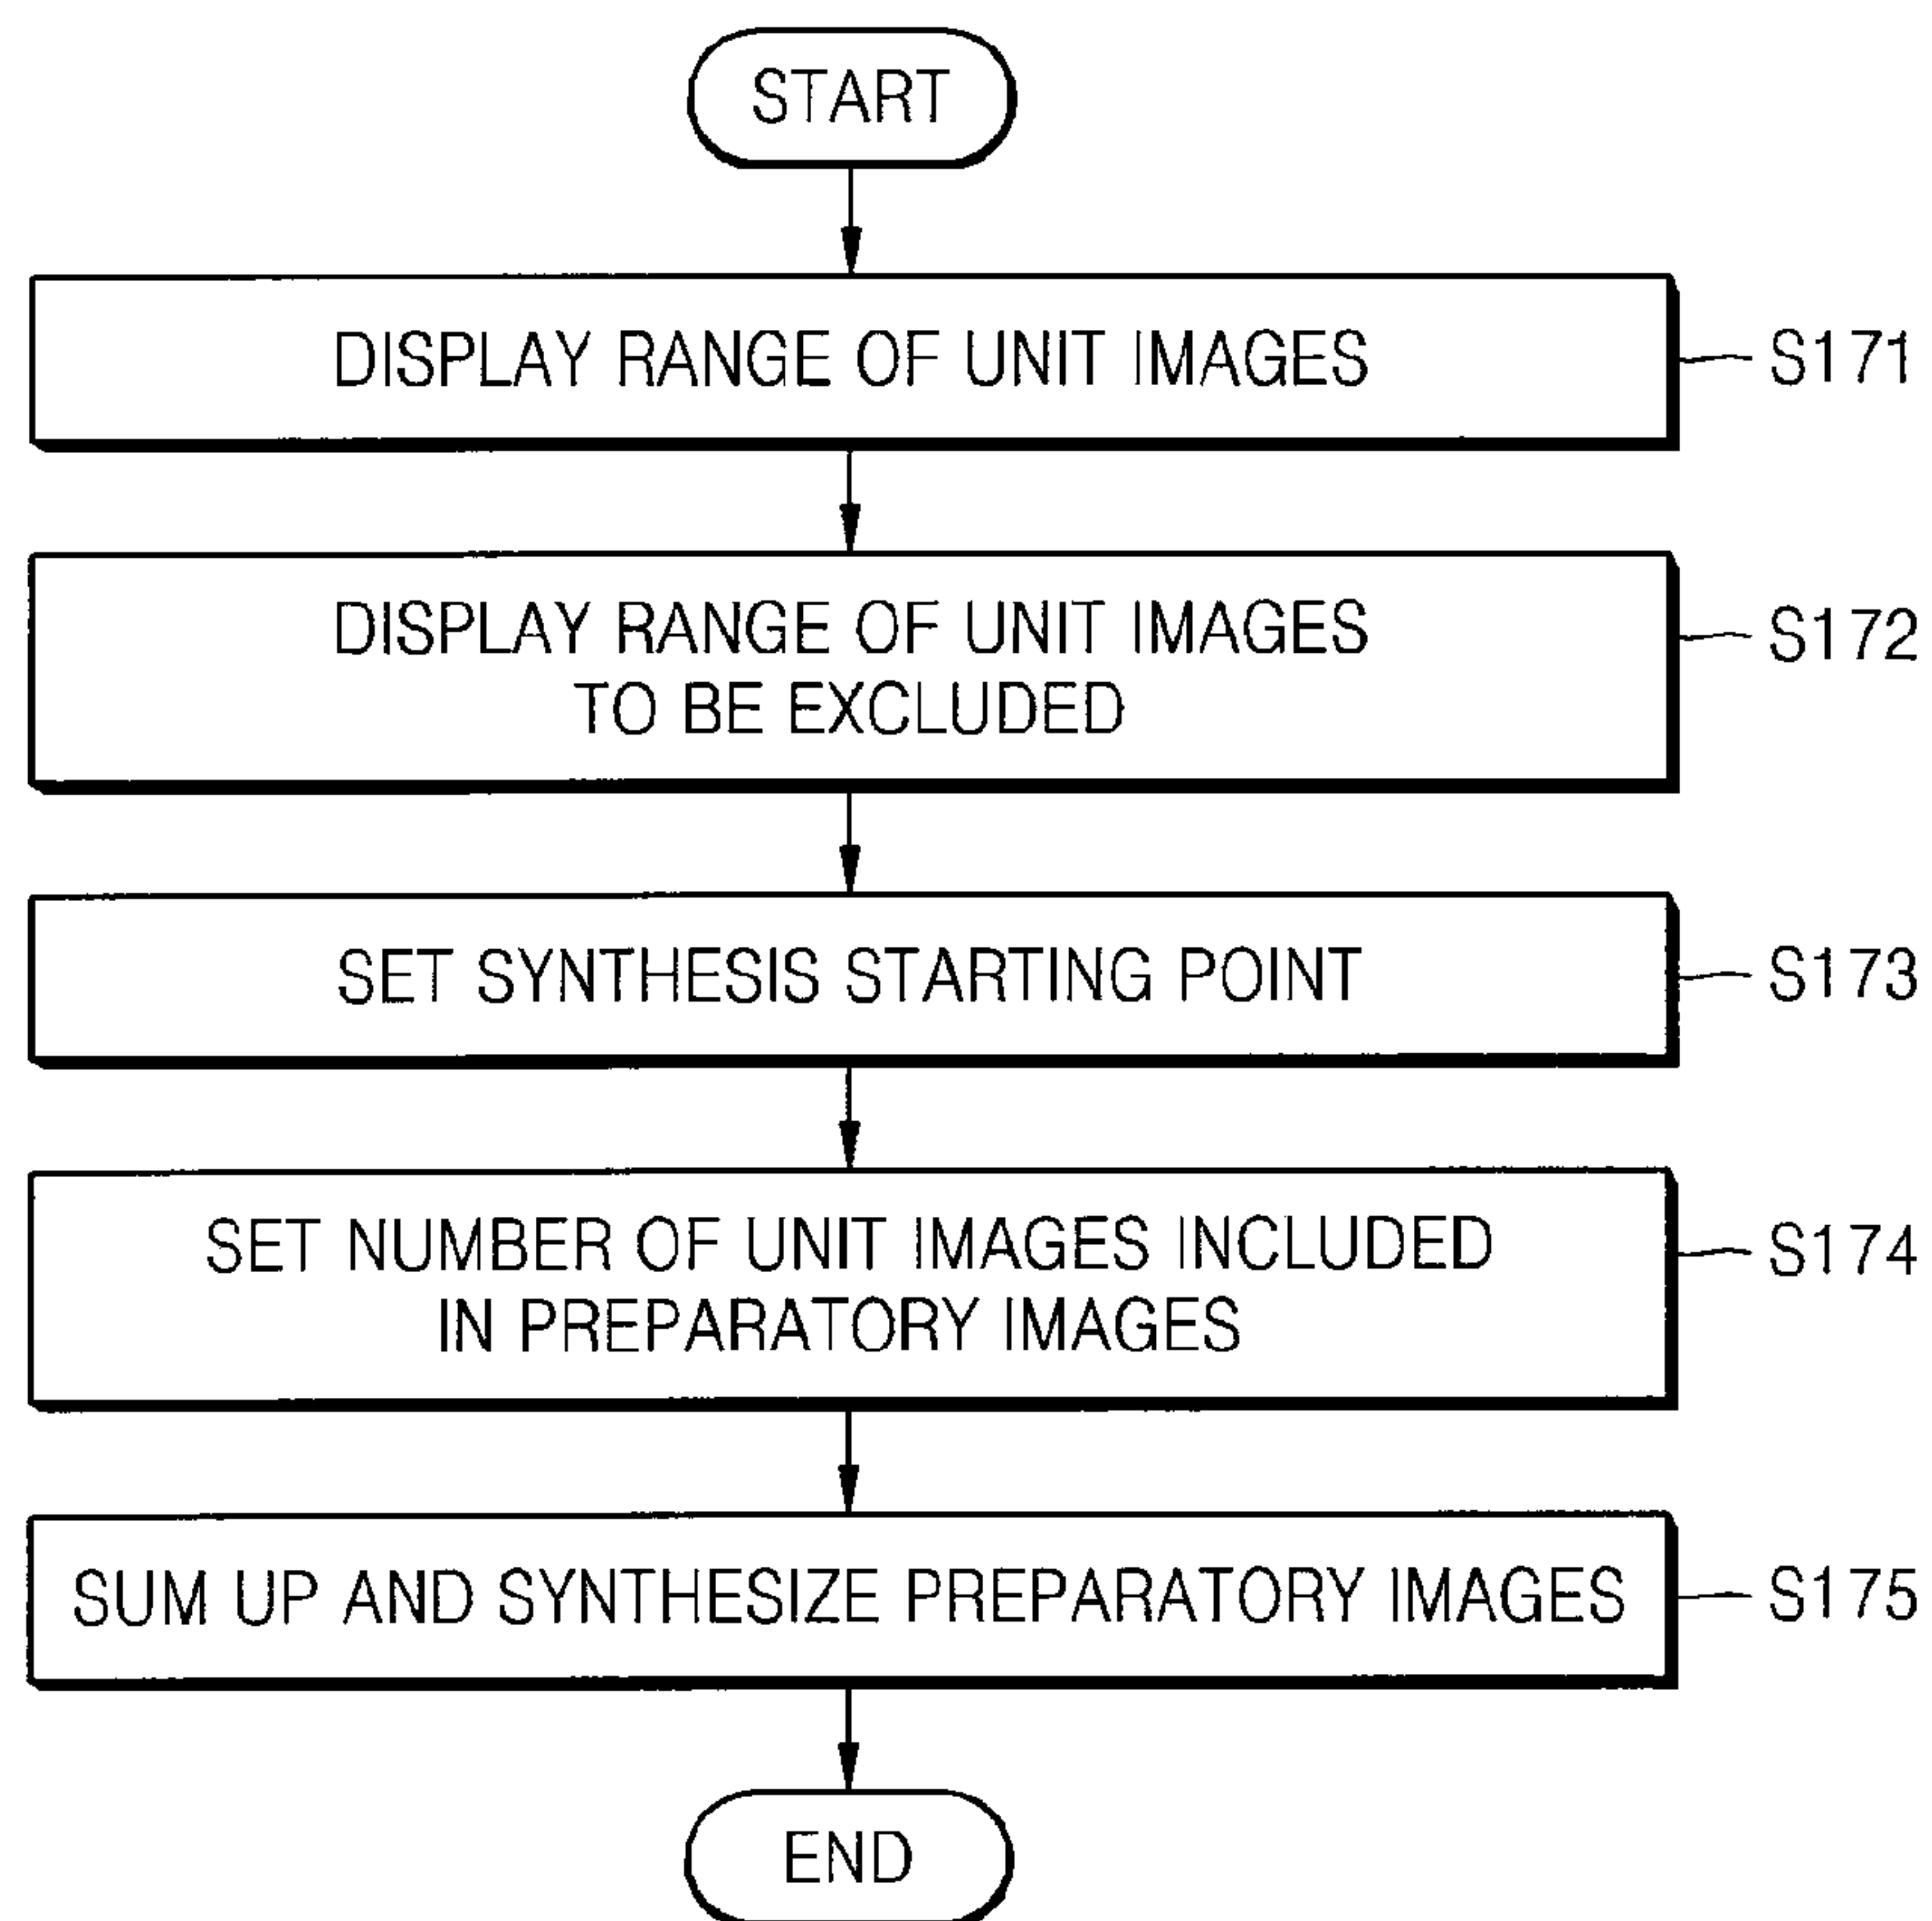 START
DISPLAY RANGE OF UNIT IMAGES
S171
DISPLAY RANGE OF UNIT IMAGES
TO BE EXCLUDED
S172
SET SYNTHESIS STARTING POINT
S173
SET NUMBER OF UNIT IMAGES INCLUDED
IN PREPARATORY IMAGES
S174
SUM UP AND SYNTHESIZE PREPARATORY IMAGES
S175
END